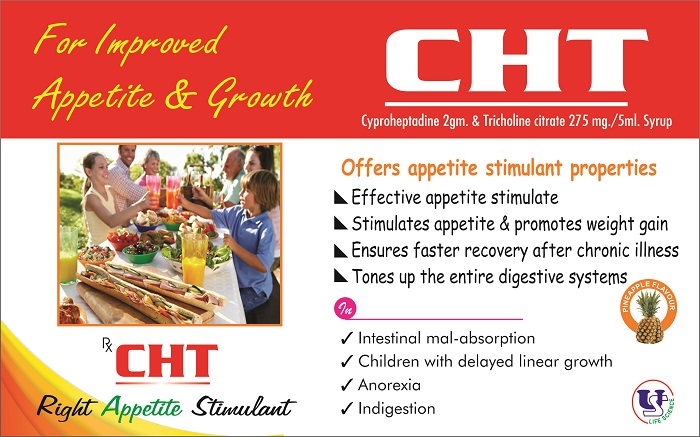 For Improved
Appetite & Growth
CHT
Cyproheptadine 2gm. & Tricholine citrate 275 mg./5ml. Syrup
Offers appetite stimulant properties
Effective appetite stimulate
Stimulates appetite & promotes weight gain
Ensures faster recovery after chronic illness
Tones up the entire digestive systems
PINEAPPLE FLAVOUR
In
Intestinal mal-absorption
Children with delayed linear growth
Anorexia
Indigestion
Rx
CHT
Right Appetite Stimulant
LIFE SCIENCE